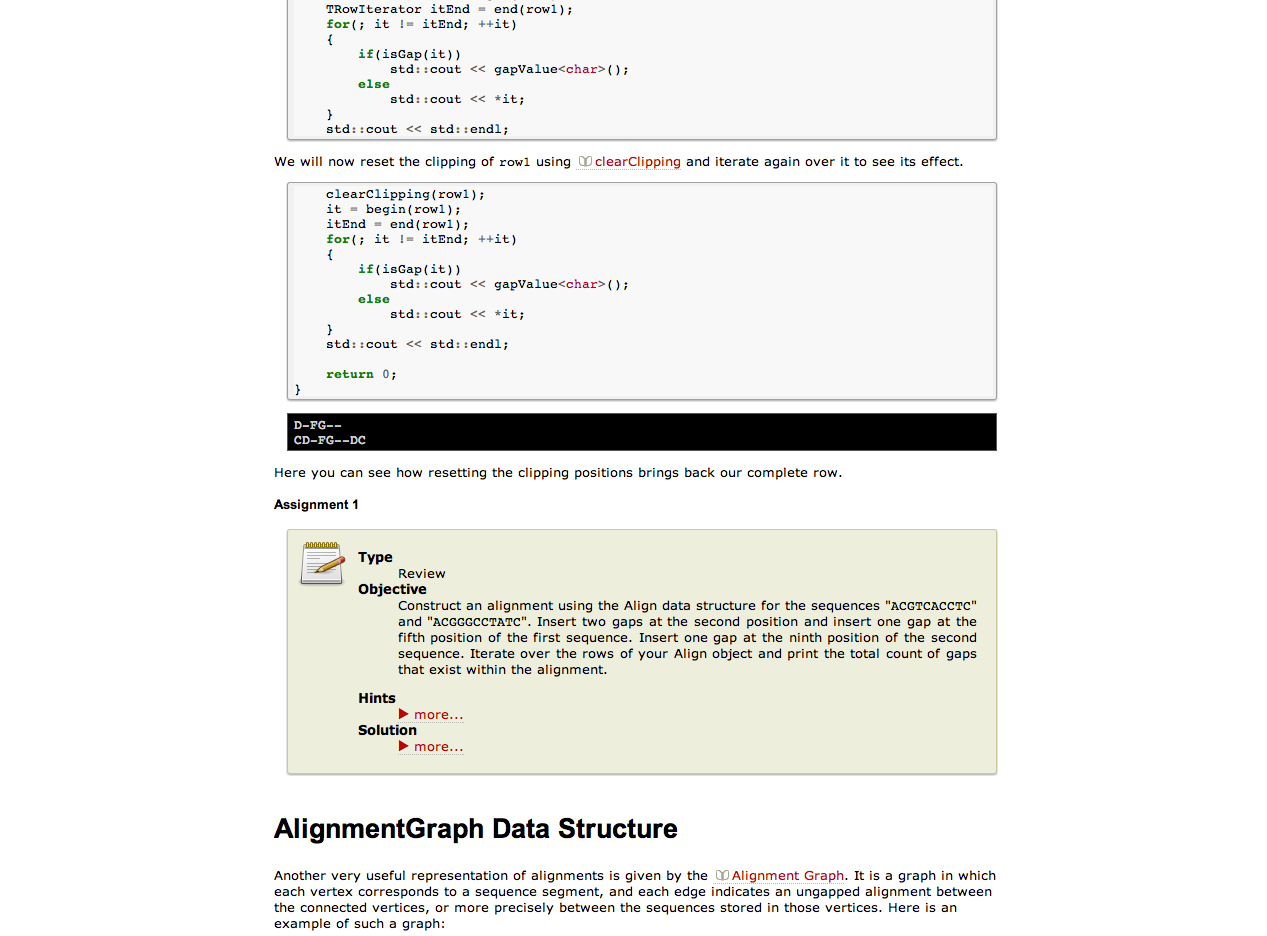 TRowIterator itEnd = end(row1);
    for(; it != itEnd; ++it)
    {
        if(isGap(it))
            std::cout << gapValue<char>();
        else
            std::cout << *it;
    }
    std::cout << std::endl;
We will now reset the clipping of row1 using clearClipping and iterate again over it to see its effect.
    clearClipping(row1);
    it = begin(row1);
    itEnd = end(row1);
    for(; it != itEnd; ++it)
    {
        if(isGap(it))
            std::cout << gapValue<char>();
        else
            std::cout << *it;
    }
    std::cout << std::endl;

    return 0;
}
D-FG--
CD-FG--DC
Here you can see how resetting the clipping positions brings back our complete row.
Assignment 1
Type
Review
Objective
Construct an alignment using the Align data structure for the sequences "ACGTCACCTC"
and "ACGGGCCTATC". Insert two gaps at the second position and insert one gap at the
fifth position of the first sequence. Insert one gap at the ninth position of the second
sequence. Iterate over the rows of your Align object and print the total count of gaps
that exist within the alignment.
Hints
▶ more...
Solution
▶ more...
AlignmentGraph Data Structure
Another very useful representation of alignments is given by the Alignment Graph. It is a graph in which
each vertex corresponds to a sequence segment, and each edge indicates an ungapped alignment between
the connected vertices, or more precisely between the sequences stored in those vertices. Here is an
example of such a graph: